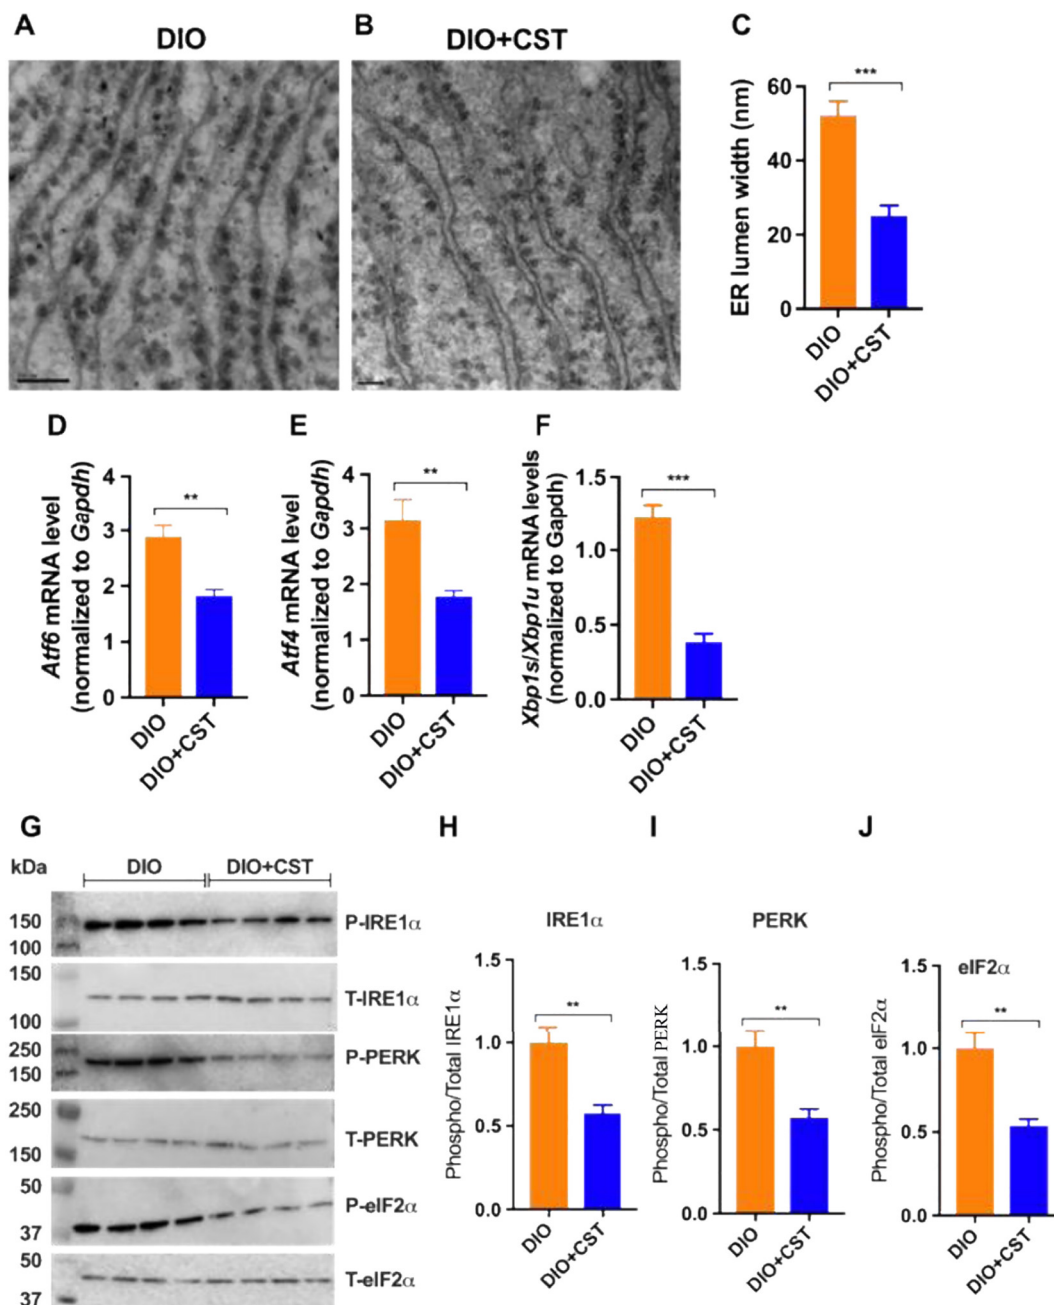 A
DIO
B
DIO+CST
C
ER lumen width (nm)
60
40
20
0
***
DIO
DIO+CST
D
Atf6 mRNA level
(normalized to Gapdh)
4
3
2
1
0
**
DIO
DIO+CST
E
Atf4 mRNA level
(normalized to Gapdh)
4
3
2
1
0
**
DIO
DIO+CST
F
Xbp1s/Xbp1u mRNA levels
(normalized to Gapdh)
1.5
1.0
0.5
0.0
***
DIO
DIO+CST
G
kDa
DIO
DIO+CST
150
100
P-IRE1α
150
100
T-IRE1α
250
150
P-PERK
250
150
T-PERK
50
37
P-eIF2α
50
37
T-eIF2α
H
IRE1α
Phospho/Total IRE1α
1.5
1.0
0.5
0.0
**
DIO
DIO+CST
I
PERK
Phospho/Total PERK
1.5
1.0
0.5
0.0
**
DIO
DIO+CST
J
eIF2α
Phospho/Total eIF2α
1.5
1.0
0.5
0.0
**
DIO
DIO+CST